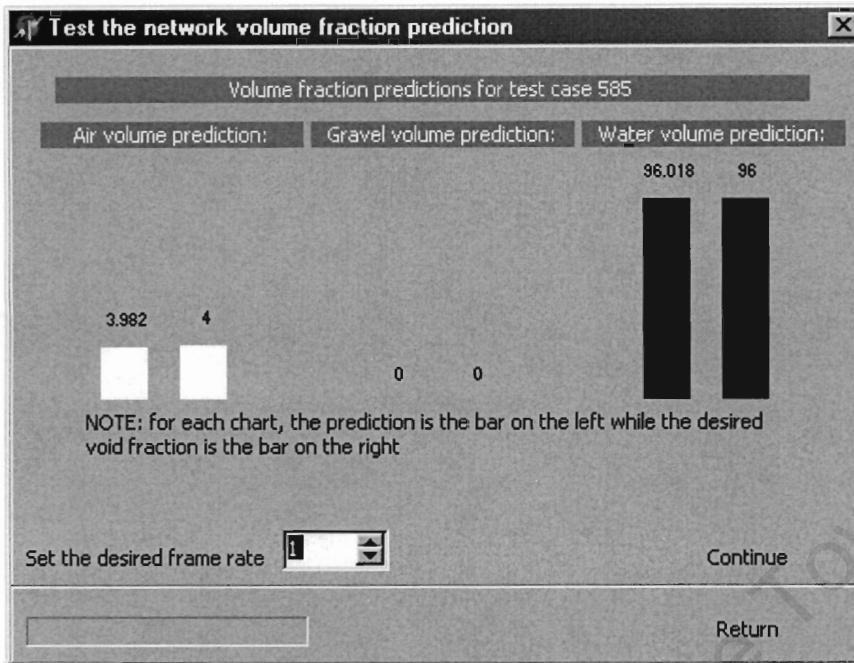 Test the network volume fraction prediction
Volume fraction predictions for test case 585
Air volume prediction:
Gravel volume prediction:
Water volume prediction:
96.018 96
3.982 4
0 0
NOTE: for each chart, the prediction is the bar on the left while the desired
void fraction is the bar on the right
Set the desired frame rate 1
Continue
Return